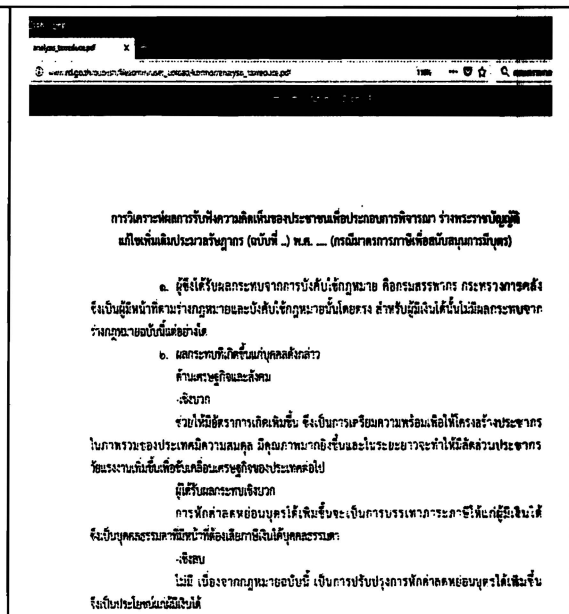 analyse_taxreduce.pdf X
การวิเคราะห์ผลการรับฟังความคิดเห็นของประชาชนเพื่อประกอบการพิจารณา ร่างพระราชบัญญัติ
แก้ไขเพิ่มเติมประมวลรัษฎากร (ฉบับที่ ..) พ.ศ. .... (กรณีมาตรการภาษีเพื่อสนับสนุนการมีบุตร)
๑. ผู้ซึ่งได้รับผลกระทบจากการบังคับใช้กฎหมาย คือกรมสรรพากร กระทรวงการคลัง
ซึ่งเป็นผู้มีหน้าที่ตามร่างกฎหมายและบังคับใช้กฎหมายนั้นโดยตรง สำหรับผู้มีเงินได้นั้นไม่มีผลกระทบจาก
ร่างกฎหมายฉบับนี้แต่อย่างใด
๒. ผลกระทบที่เกิดขึ้นแก่บุคคลดังกล่าว
ด้านเศรษฐกิจและสังคม
-เชิงบวก
ช่วยให้มีอัตราการเกิดเพิ่มขึ้น ซึ่งเป็นการเตรียมความพร้อมเพื่อให้โครงสร้างประชากร
ในภาพรวมของประเทศมีความสมดุล มีคุณภาพมากยิ่งขึ้นและในระยะยาวจะทำให้มีสัดส่วนประชากร
วัยแรงงานเพิ่มขึ้นเพื่อขับเคลื่อนเศรษฐกิจของประเทศต่อไป
ผู้ได้รับผลกระทบเชิงบวก
การหักค่าลดหย่อนบุตรได้เพิ่มขึ้นจะเป็นการบรรเทาภาระภาษีให้แก่ผู้มีเงินได้
ซึ่งเป็นบุคคลธรรมดาที่มีหน้าที่ต้องเสียภาษีเงินได้บุคคลธรรมดา
-เชิงลบ
ไม่มี เนื่องจากกฎหมายฉบับนี้ เป็นการปรับปรุงการหักค่าลดหย่อนบุตรได้เพิ่มขึ้น
ซึ่งเป็นประโยชน์แก่ผู้มีเงินได้